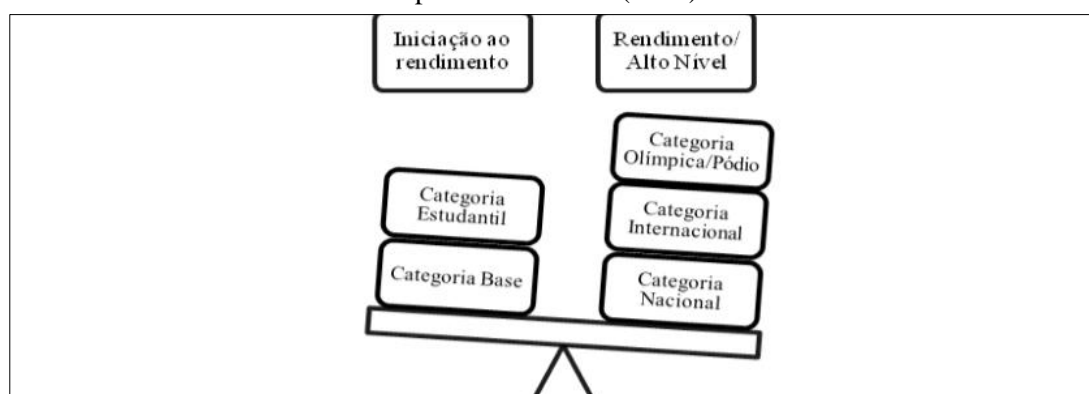 Iniciação ao
rendimento
Rendimento/
Alto Nível
Categoria
Estudantil
Categoria Base
Categoria
Olímpica/Pódio
Categoria
Internacional
Categoria
Nacional